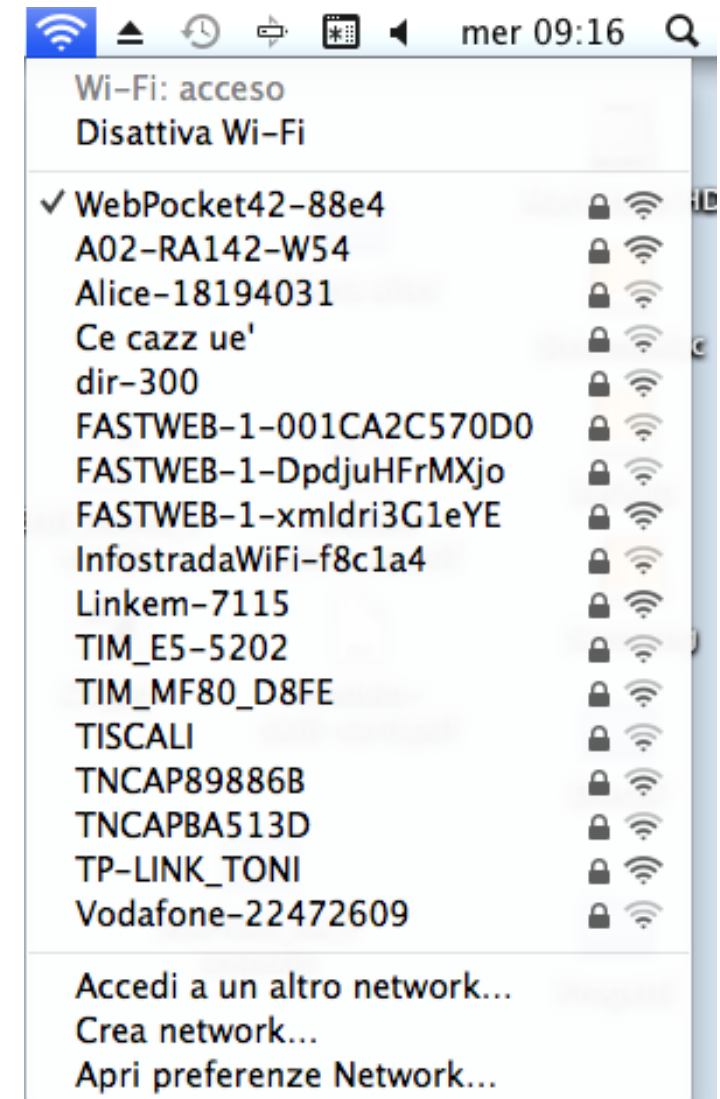 mer 09:16
Wi-Fi: acceso
Disattiva Wi-Fi
✓ WebPocket42-88e4
A02-RA142-W54
Alice-18194031
Ce cazz ue'
dir-300
FASTWEB-1-001CA2C570D0
FASTWEB-1-DpdjuHFrMXjo
FASTWEB-1-xmIdri3G1eYE
InfostradaWiFi-f8c1a4
Linkem-7115
TIM_E5-5202
TIM_MF80_D8FE
TISCALI
TNCAP89886B
TNCAPBA513D
TP-LINK_TONI
Vodafone-22472609
Accedi a un altro network...
Crea network...
Apri preferenze Network...